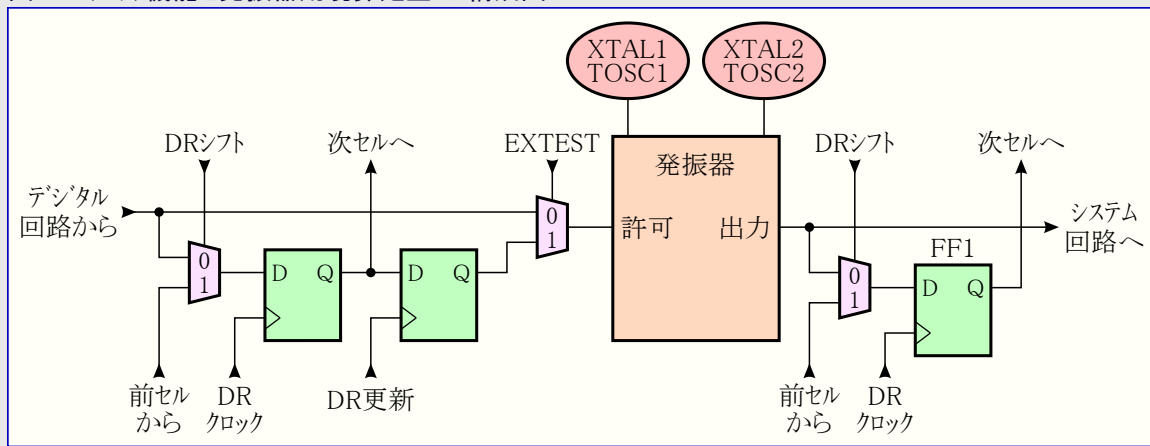 XTAL1
TOSC1
XTAL2
TOSC2
DRシフト
次セルへ
EXTEST
発振器
DRシフト
次セルへ
デジタル
回路から
0
1
許可
出力
システム
回路へ
0
1
D
Q
D
Q
FF1
0
1
D
Q
前セル
から
DR
クロック
DR更新
前セル
から
DR
クロック